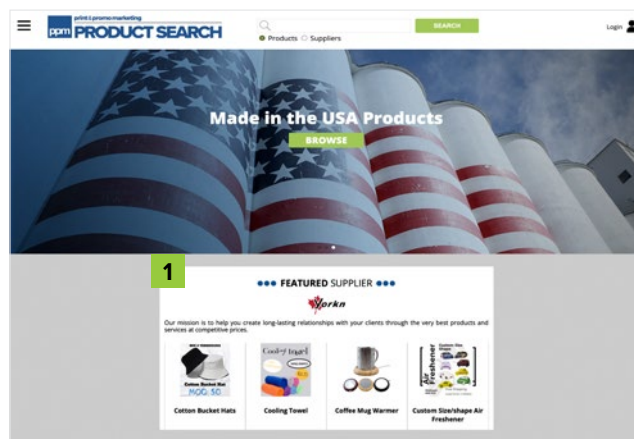 print & promo marketing
ppm PRODUCT SEARCH
SEARCH
Products Suppliers
Login
Made in the USA Products
BROWSE
1
FEATURED SUPPLIER
Yorkn
Our mission is to help you create long-lasting relationships with your clients through the very best products and
services at competitive prices.
Cotton Bucket Hat
MOQ: 50
Cooling Towel
Custom Size
Shape
Air
Freshener
Cotton Bucket Hats
Cooling Towel
Coffee Mug Warmer
Custom Size/shape Air
Freshener